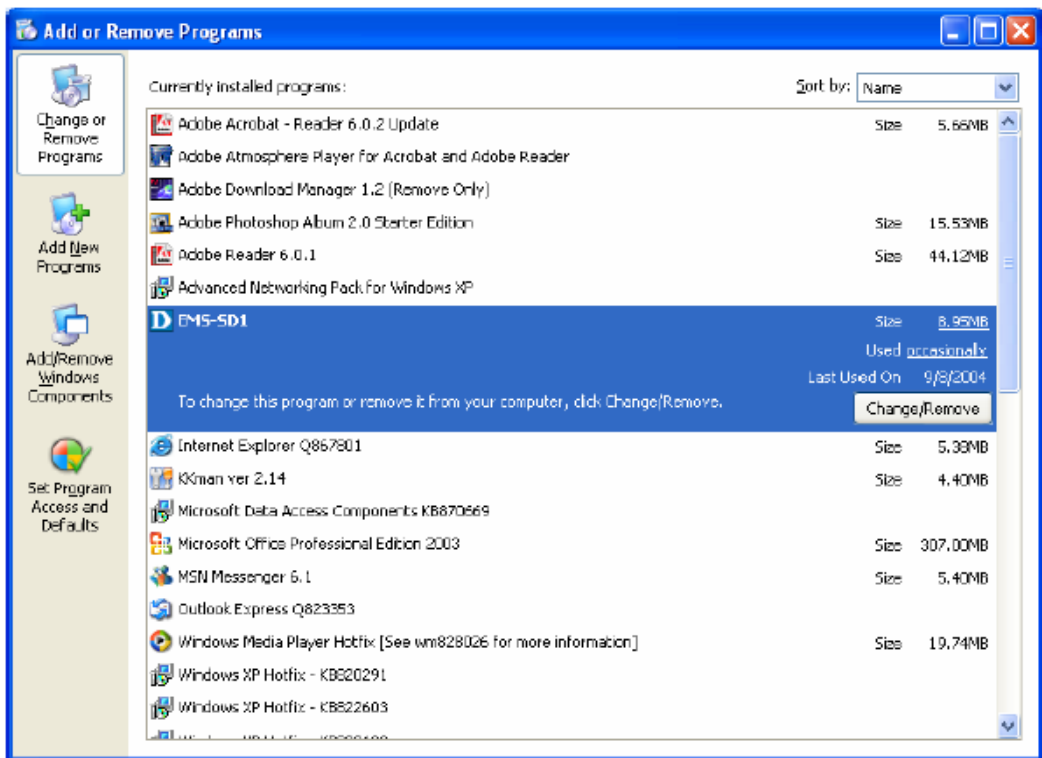 Add or Remove Programs
Change or
Remove
Programs
Add New
Programs
Add/Remove
Windows
Components
Set Program
Access and
Defaults
Currently installed programs:
Sort by: Name
Adobe Acrobat - Reader 6.0.2 Update Size 5.66MB
Adobe Atmosphere Player for Acrobat and Adobe Reader
Adobe Download Manager 1.2 (Remove Only)
Adobe Photoshop Album 2.0 Starter Edition Size 15.53MB
Adobe Reader 6.0.1 Size 44.12MB
Advanced Networking Pack for Windows XP
D EMS-SD1 Size 8.95MB
Used occasionally
Last Used On 9/8/2004
To change this program or remove it from your computer, click Change/Remove.
Change/Remove
Internet Explorer Q867801 Size 5.38MB
KKman ver 2.14 Size 4.40MB
Microsoft Data Access Components KB870669
Microsoft Office Professional Edition 2003 Size 307.00MB
MSN Messenger 6.1 Size 5.40MB
Outlook Express Q823353
Windows Media Player Hotfix [See wm828026 for more information] Size 19.74MB
Windows XP Hotfix - KB820291
Windows XP Hotfix - KB822603